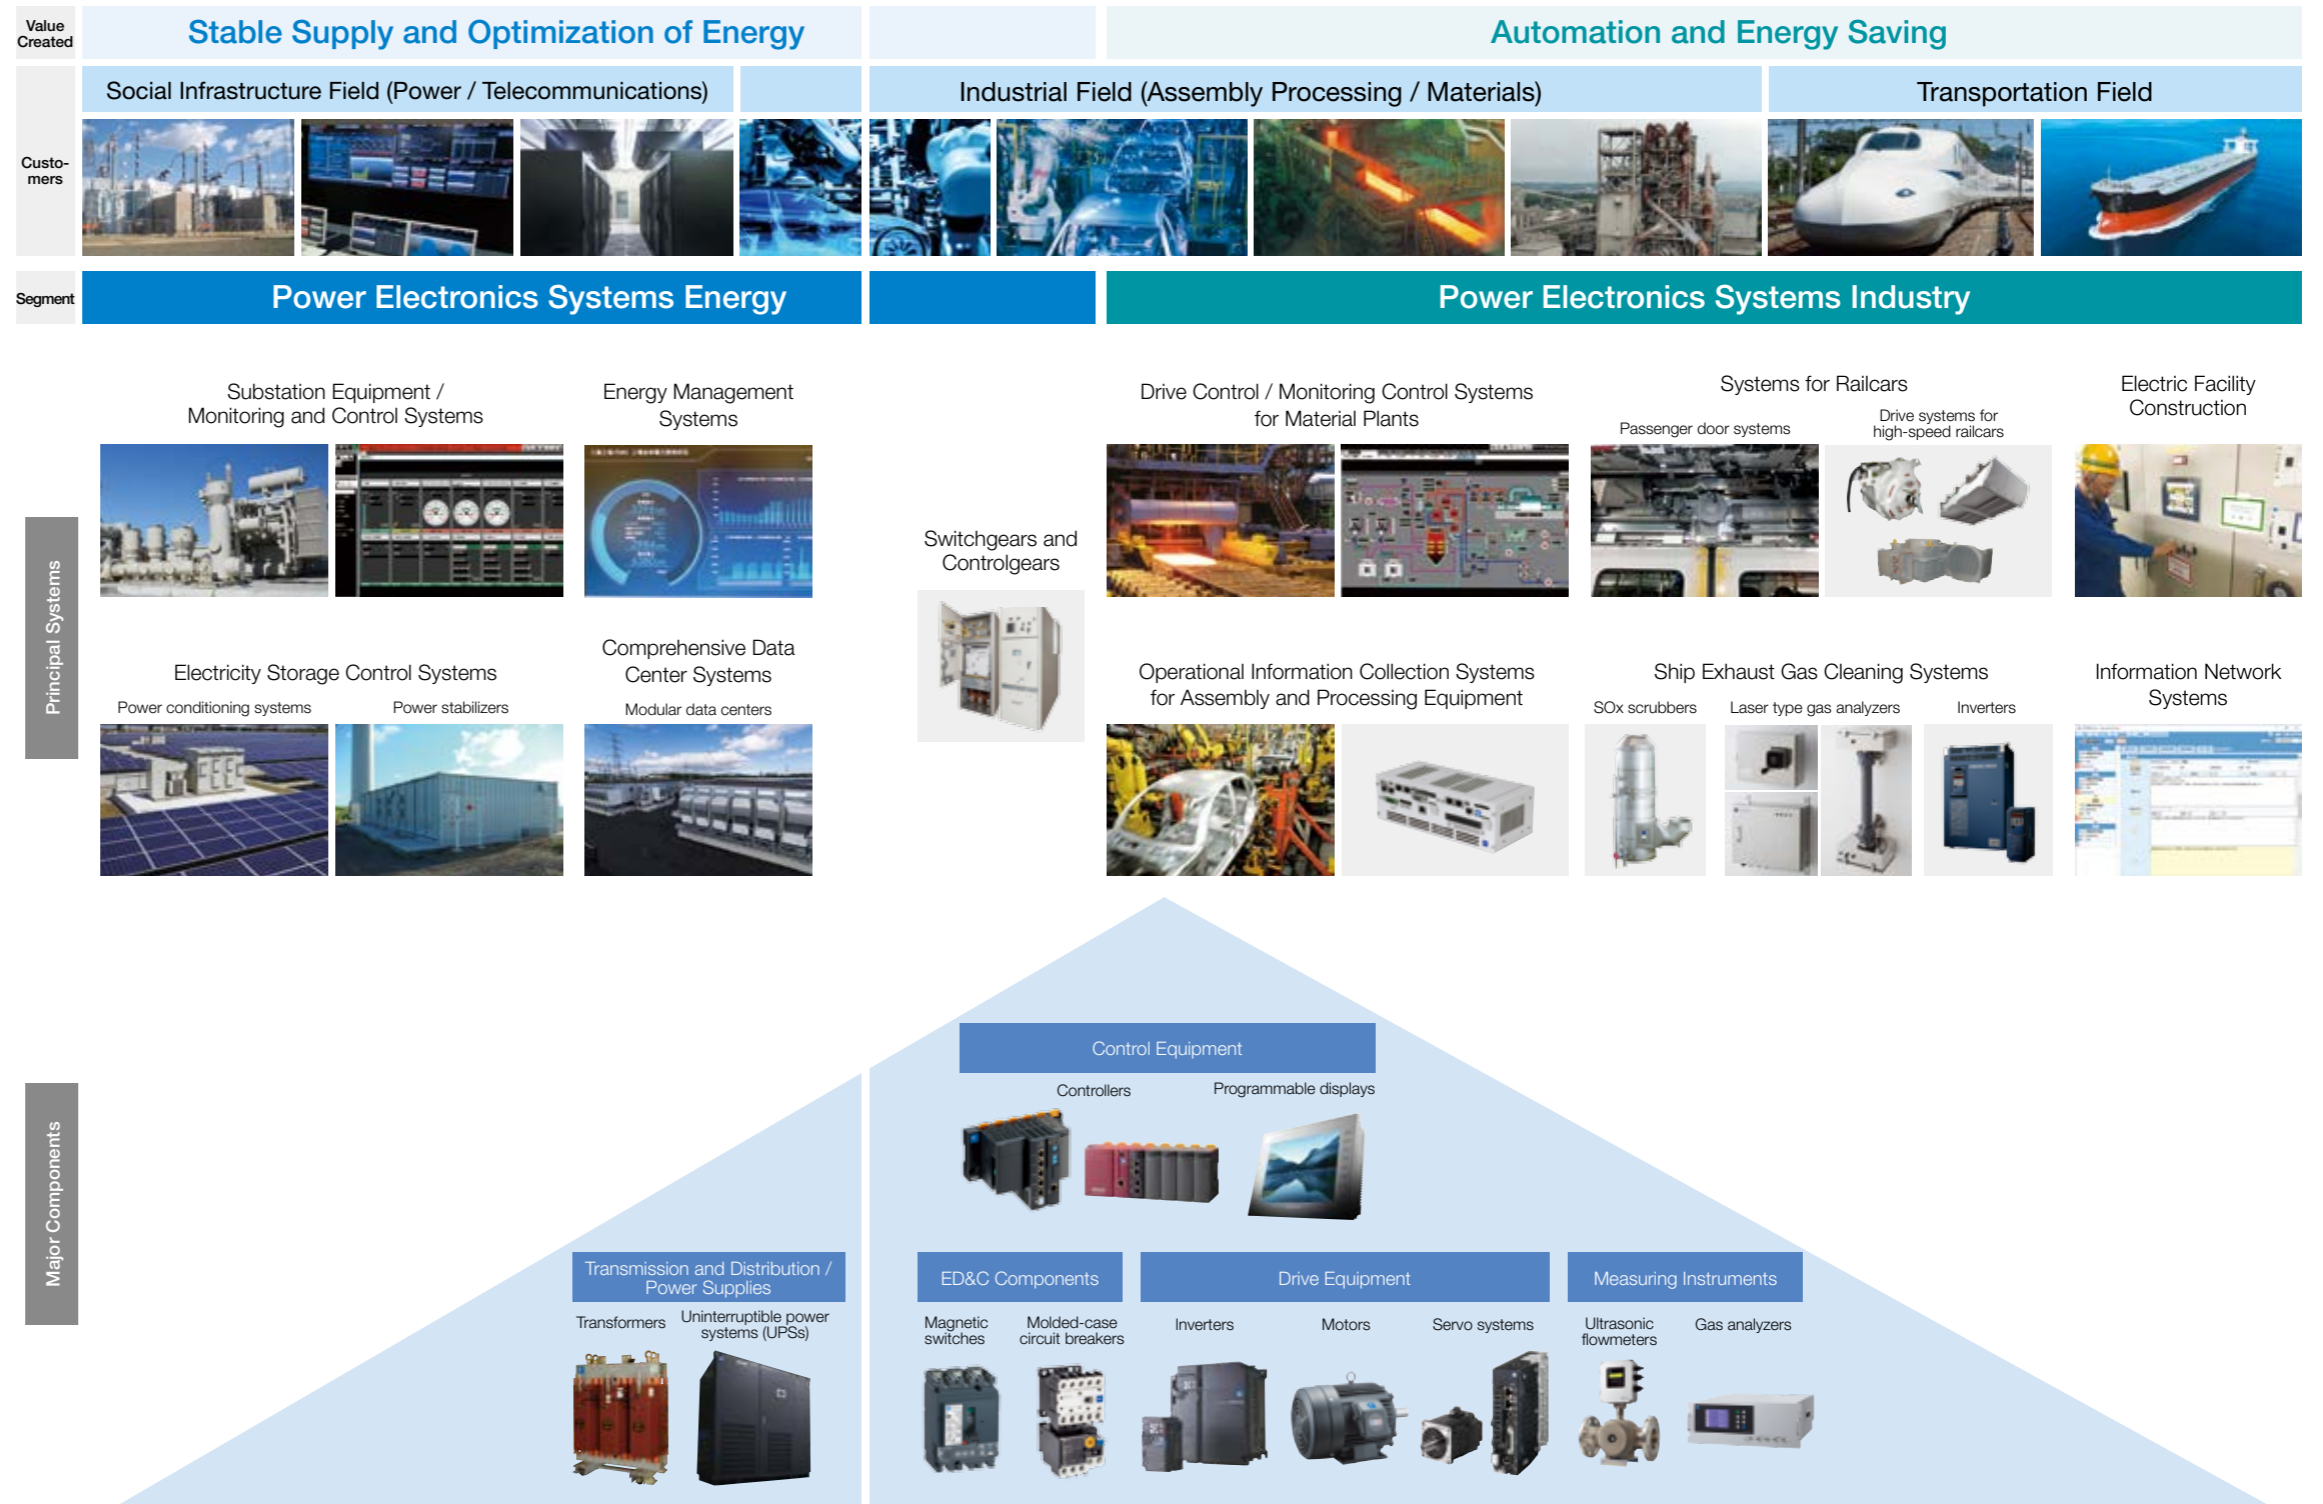 Value
Created
Stable Supply and Optimization of Energy
Automation and Energy Saving
Custo-
mers
Social Infrastructure Field (Power / Telecommunications)
Industrial Field (Assembly Processing / Materials)
Transportation Field
Segment
Power Electronics Systems Energy
Power Electronics Systems Industry
Principal Systems
Substation Equipment /
Monitoring and Control Systems
Energy Management
Systems
Electricity Storage Control Systems
Power conditioning systems
Power stabilizers
Comprehensive Data
Center Systems
Modular data centers
Switchgears and
Controlgears
Drive Control / Monitoring Control Systems
for Material Plants
Systems for Railcars
Passenger door systems
Drive systems for
high-speed railcars
Electric Facility
Construction
Operational Information Collection Systems
for Assembly and Processing Equipment
Ship Exhaust Gas Cleaning Systems
SOx scrubbers
Laser type gas analyzers
Inverters
Information Network
Systems
Major Components
Control Equipment
Controllers
Programmable displays
Transmission and Distribution /
Power Supplies
Transformers
Uninterruptible power
systems (UPSs)
ED&C Components
Magnetic
switches
Molded-case
circuit breakers
Drive Equipment
Inverters
Motors
Servo systems
Measuring Instruments
Ultrasonic
flowmeters
Gas analyzers